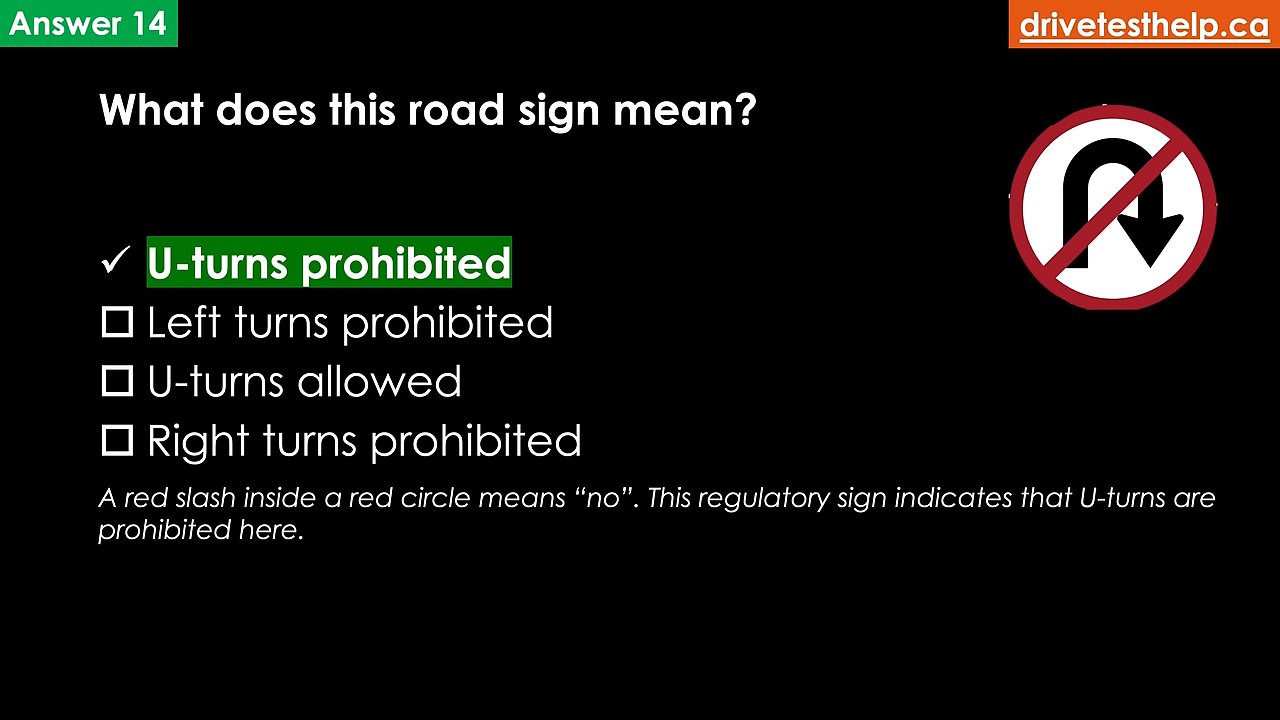 Answer 14
drivetesthelp.ca
What does this road sign mean?
✓ U-turns prohibited
☐ Left turns prohibited
☐ U-turns allowed
☐ Right turns prohibited
A red slash inside a red circle means “no”. This regulatory sign indicates that U-turns are
prohibited here.